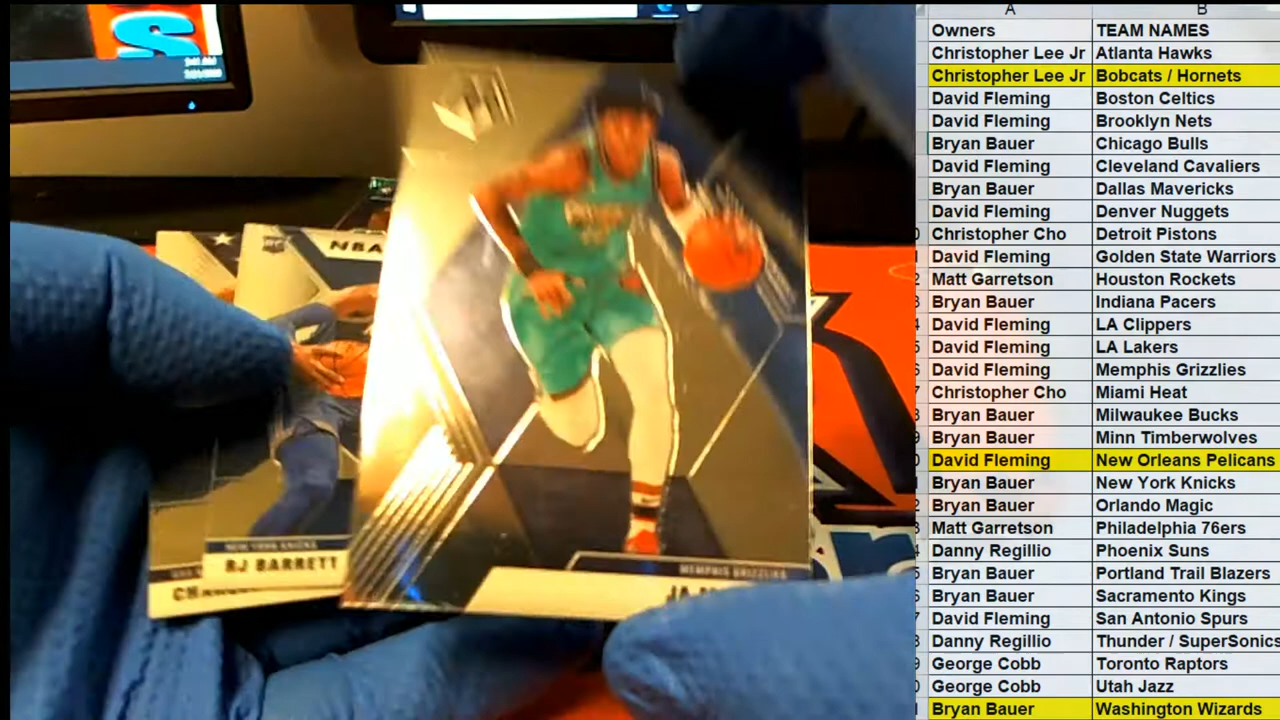 S
A B
Owners TEAM NAMES
Christopher Lee Jr Atlanta Hawks
Christopher Lee Jr Bobcats / Hornets
David Fleming Boston Celtics
David Fleming Brooklyn Nets
Bryan Bauer Chicago Bulls
David Fleming Cleveland Cavaliers
Bryan Bauer Dallas Mavericks
David Fleming Denver Nuggets
Christopher Cho Detroit Pistons
David Fleming Golden State Warriors
Matt Garretson Houston Rockets
Bryan Bauer Indiana Pacers
David Fleming LA Clippers
David Fleming LA Lakers
David Fleming Memphis Grizzlies
Christopher Cho Miami Heat
Bryan Bauer Milwaukee Bucks
Bryan Bauer Minn Timberwolves
David Fleming New Orleans Pelicans
Bryan Bauer New York Knicks
Bryan Bauer Orlando Magic
Matt Garretson Philadelphia 76ers
Danny Regillio Phoenix Suns
Bryan Bauer Portland Trail Blazers
Bryan Bauer Sacramento Kings
David Fleming San Antonio Spurs
Danny Regillio Thunder / SuperSonics
George Cobb Toronto Raptors
George Cobb Utah Jazz
Bryan Bauer Washington Wizards
NBA
NEW YORK KNICKS
RJ BARRETT
MEMPHIS GRIZZLIES
JA